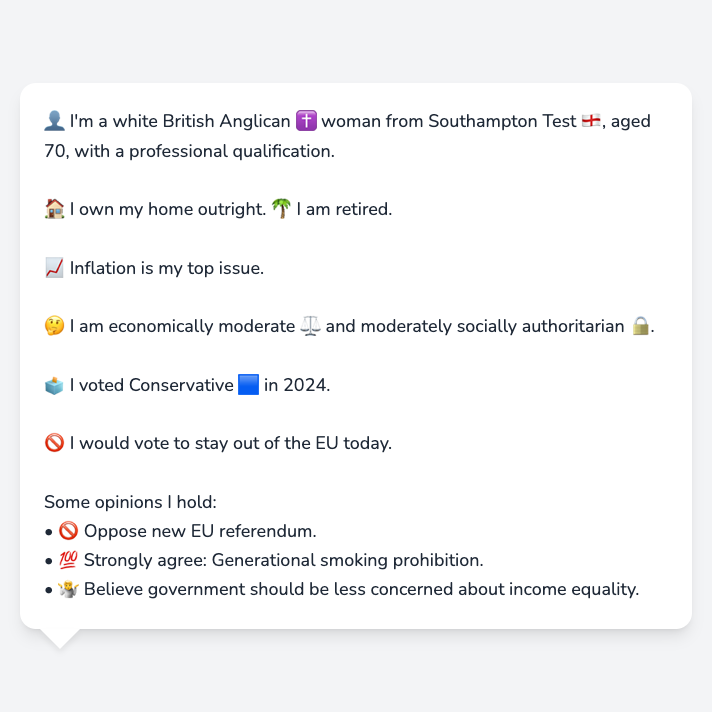 👤 I'm a white British Anglican ✝️ woman from Southampton Test 🏴󠁧󠁢󠁥󠁮󠁧󠁿, aged
70, with a professional qualification.
🏠 I own my home outright. 🌴 I am retired.
📈 Inflation is my top issue.
🤔 I am economically moderate ⚖️ and moderately socially authoritarian 🔒.
🗳️ I voted Conservative 🟦 in 2024.
🚫 I would vote to stay out of the EU today.
Some opinions I hold:
• 🚫 Oppose new EU referendum.
• 💯 Strongly agree: Generational smoking prohibition.
• 🤷‍♀️ Believe government should be less concerned about income equality.